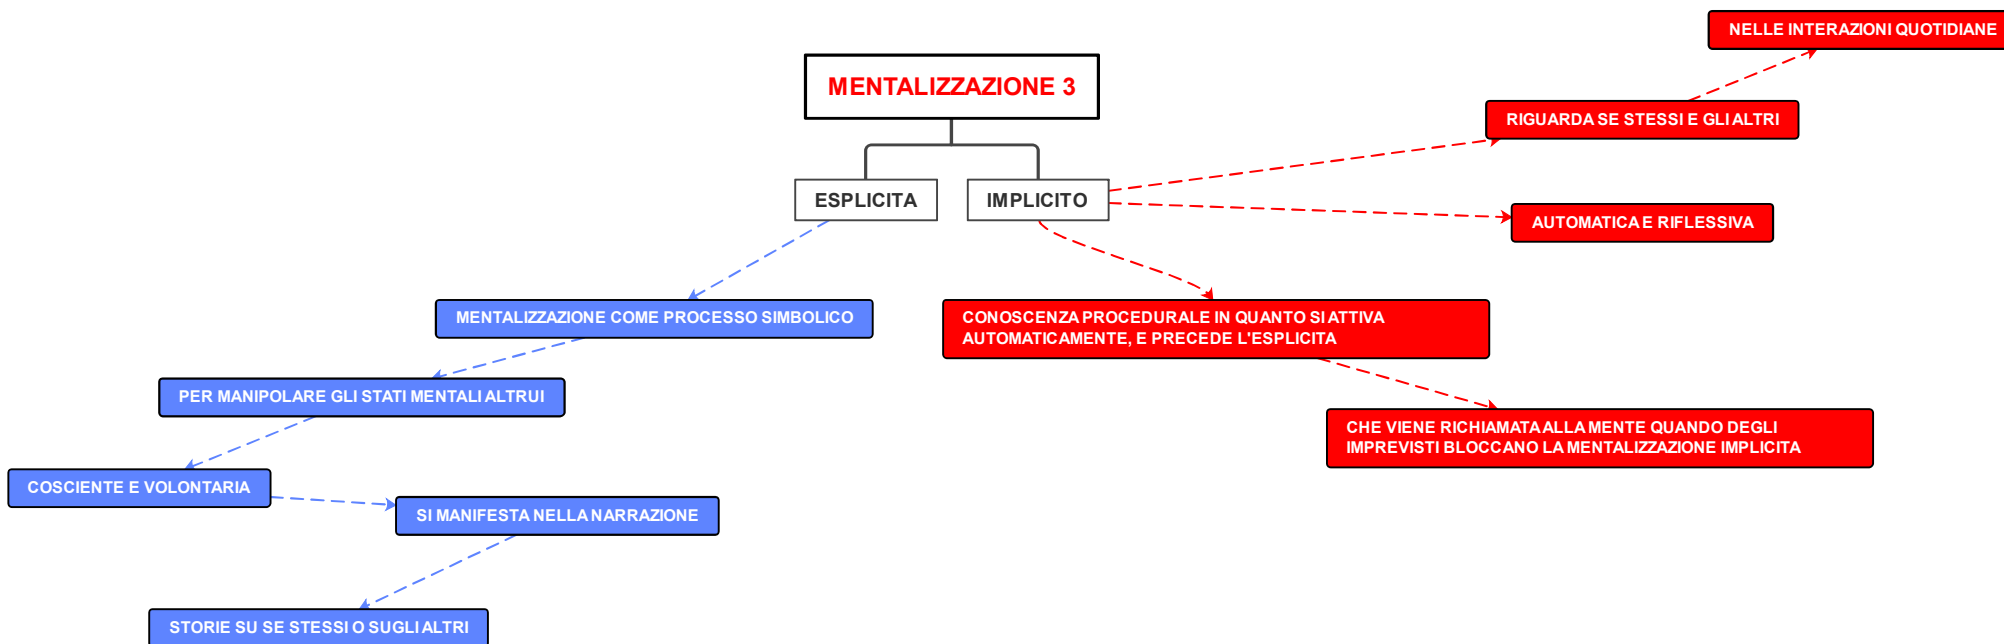 NELLE INTERAZIONI QUOTIDIANE
MENTALIZZAZIONE 3
RIGUARDA SE STESSI E GLI ALTRI
ESPLICITA
IMPLICITO
AUTOMATICA E RIFLESSIVA
MENTALIZZAZIONE COME PROCESSO SIMBOLICO
CONOSCENZA PROCEDURALE IN QUANTO SI ATTIVA
AUTOMATICAMENTE, E PRECEDE L'ESPLICITA
PER MANIPOLARE GLI STATI MENTALI ALTRUI
CHE VIENE RICHIAMATA ALLA MENTE QUANDO DEGLI
IMPREVISTI BLOCCANO LA MENTALIZZAZIONE IMPLICITA
COSCIENTE E VOLONTARIA
SI MANIFESTA NELLA NARRAZIONE
STORIE SU SE STESSI O SUGLI ALTRI